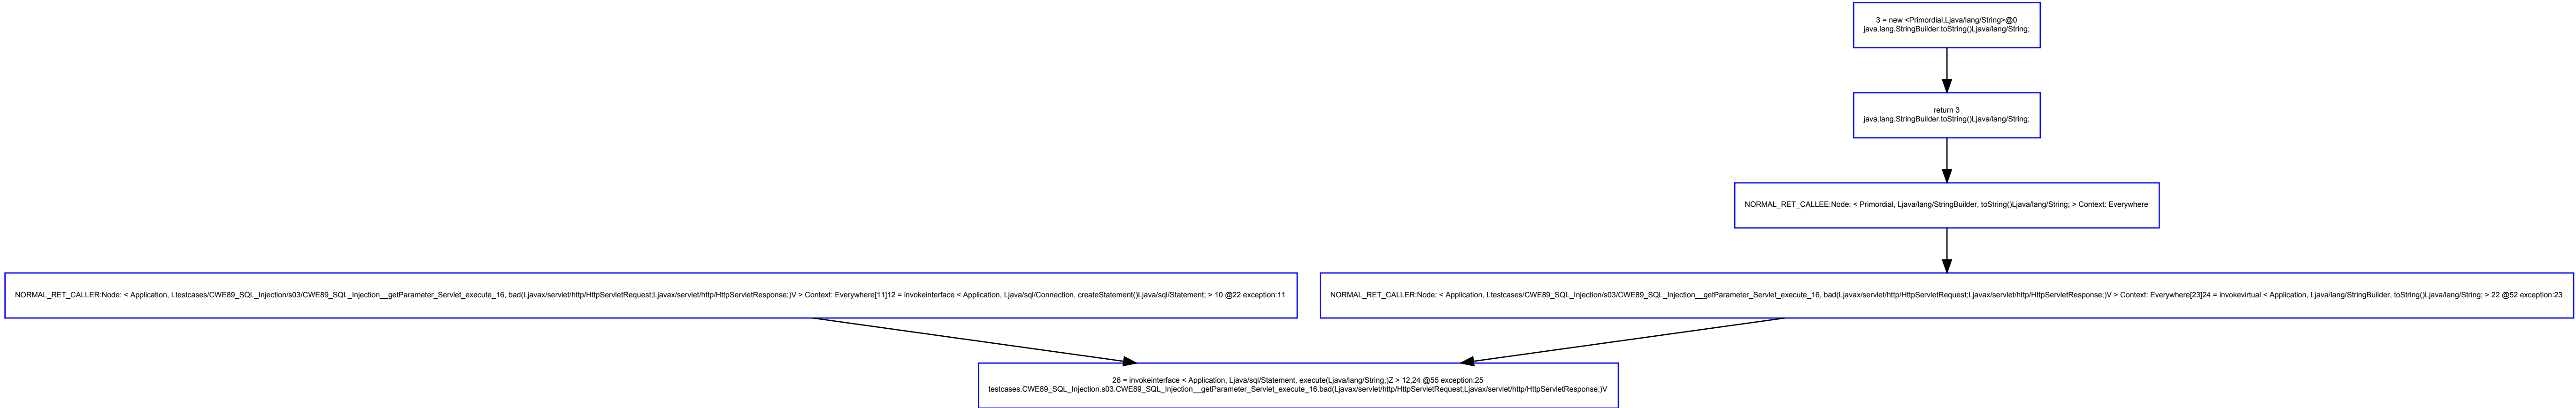 3 = new <Primordial,Ljava/lang/String>@0
java.lang.StringBuilder.toString()Ljava/lang/String;
return 3
java.lang.StringBuilder.toString()Ljava/lang/String;
NORMAL_RET_CALLEE:Node: < Primordial, Ljava/lang/StringBuilder, toString()Ljava/lang/String; > Context: Everywhere
NORMAL_RET_CALLER:Node: < Application, Ltestcases/CWE89_SQL_Injection/s03/CWE89_SQL_Injection__getParameter_Servlet_execute_16, bad(Ljavax/servlet/http/HttpServletRequest;Ljavax/servlet/http/HttpServletResponse;)V > Context: Everywhere[11]12 = invokeinterface < Application, Ljava/sql/Connection, createStatement()Ljava/sql/Statement; > 10 @22 exception:11
NORMAL_RET_CALLER:Node: < Application, Ltestcases/CWE89_SQL_Injection/s03/CWE89_SQL_Injection__getParameter_Servlet_execute_16, bad(Ljavax/servlet/http/HttpServletRequest;Ljavax/servlet/http/HttpServletResponse;)V > Context: Everywhere[23]24 = invokevirtual < Application, Ljava/lang/StringBuilder, toString()Ljava/lang/String; > 22 @52 exception:23
26 = invokeinterface < Application, Ljava/sql/Statement, execute(Ljava/lang/String;)Z > 12,24 @55 exception:25
testcases.CWE89_SQL_Injection.s03.CWE89_SQL_Injection__getParameter_Servlet_execute_16.bad(Ljavax/servlet/http/HttpServletRequest;Ljavax/servlet/http/HttpServletResponse;)V